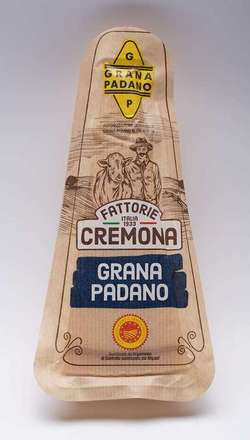 G
GRANA
PADANO
P
FATTORIE
ITALIA
1933
CREMONA
GRANA
PADANO